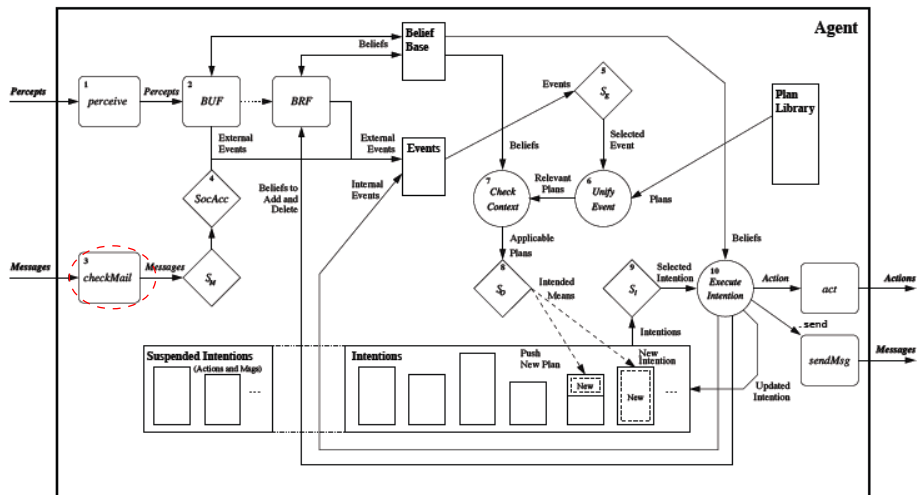 Agent
Belief
Base
Beliefs
Percepts
1
perceive
Percepts
2
BUF
BRF
Events
5
S_E
Plan
Library
External
Events
External
Events
Events
Selected
Event
Beliefs
4
SocAcc
Beliefs to
Add and
Delete
Internal
Events
7
Check
Context
Relevant
Plans
6
Unify
Event
Plans
Messages
3
checkMail
Messages
S_M
Applicable
Plans
8
S_O
Intended
Means
9
S_I
Selected
Intention
Beliefs
10
Execute
Intention
Action
act
Actions
send
sendMsg
Messages
Intentions
Suspended Intentions
(Actions and Msgs)
...
Intentions
Push
New Plan
New
New
Intention
New
...
Updated
Intention